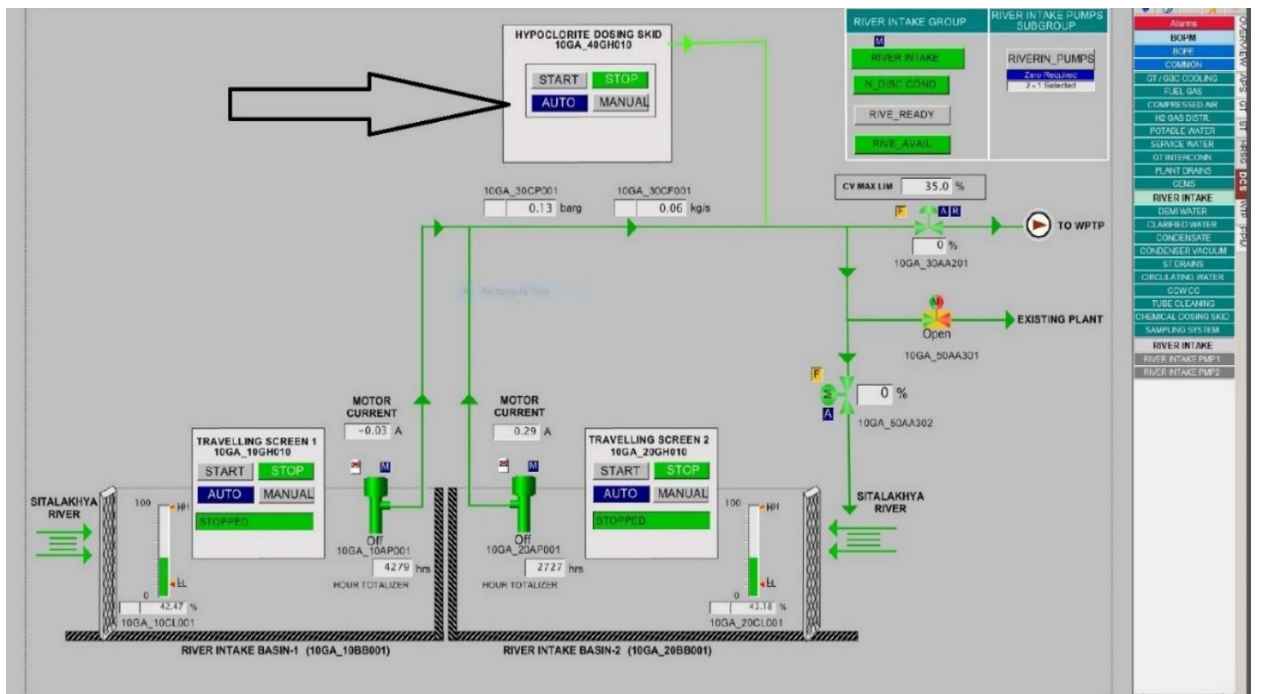 HYPOCLORITE DOSING SKID
10GA_40GH010
START STOP
AUTO MANUAL
RIVER INTAKE GROUP
M
RIVER INTAKE
N_DISC COND
RIVE_READY
RIVE_AVAIL
RIVER INTAKE PUMPS
SUBGROUP
RIVERIN_PUMPS
Zero Required
2 - 1 Selected
CV MAX LIM 35.0 %
10GA_30CP001
0.13 barg
10GA_30CF001
0.06 kg/s
F A R
0 %
10GA_30AA201
TO WPTP
M
Open
10GA_50AA301
EXISTING PLANT
F
M
A
0 %
10GA_50AA302
MOTOR
CURRENT
-0.03 A
M
MOTOR
CURRENT
0.29 A
M
TRAVELLING SCREEN 1
10GA_10GH010
START STOP
AUTO MANUAL
STOPPED
TRAVELLING SCREEN 2
10GA_20GH010
START STOP
AUTO MANUAL
STOPPED
SITALAKHYA
RIVER
100
HH
LL
0
42.47 %
10GA_10CL001
Off
10GA_10AP001
4279 hrs
HOUR TOTALIZER
Off
10GA_20AP001
2727 hrs
HOUR TOTALIZER
100
HH
LL
0
43.18 %
10GA_20CL001
SITALAKHYA
RIVER
RIVER INTAKE BASIN-1 (10GA_10BB001)
RIVER INTAKE BASIN-2 (10GA_20BB001)
Alarms
BOPM
BOPE
COMMON
GT / GBC COOLING
FUEL GAS
COMPRESSED AIR
H2 GAS DISTR.
POTABLE WATER
SERVICE WATER
GT INTERCONN
PLANT DRAINS
CEMS
RIVER INTAKE
DEMI WATER
CLARIFIED WATER
CONDENSATE
CONDENSER VACUUM
ST DRAINS
CIRCULATING WATER
CCW CC
TUBE CLEANING
CHEMICAL DOSING SKID
SAMPLING SYSTEM
RIVER INTAKE
RIVER INTAKE PMP1
RIVER INTAKE PMP2
OVERVIEW
APS
GT
ST
HRSG
DCS
WTP